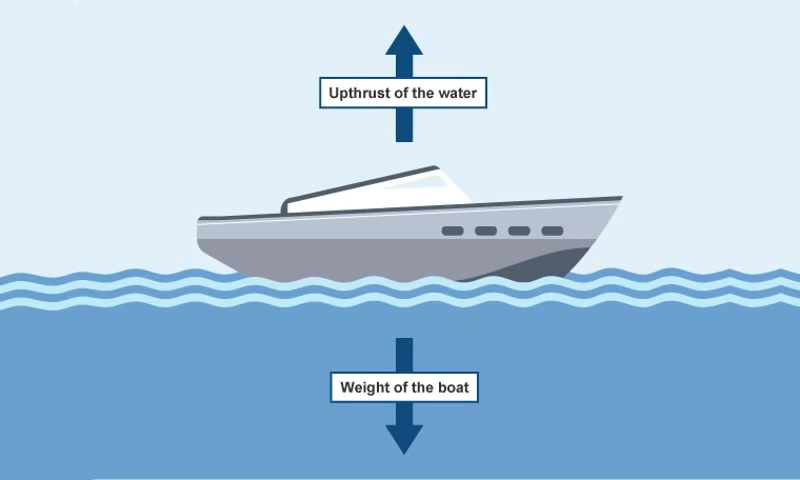 Upthrust of the water
Weight of the boat